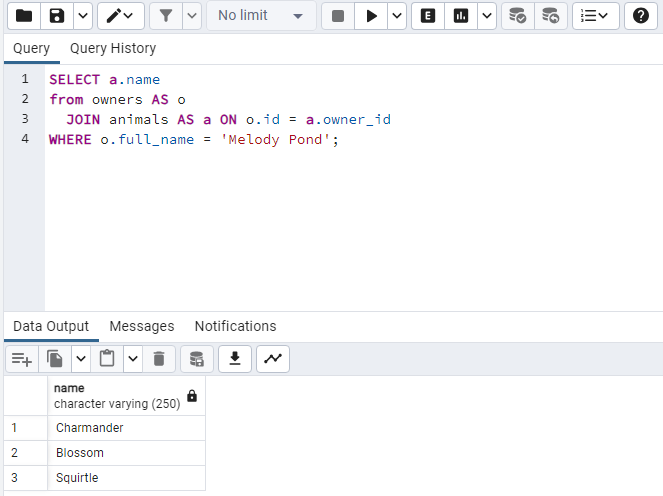 No limit
E
Query Query History
1 SELECT a.name
2 from owners AS o
3 JOIN animals AS a ON o.id = a.owner_id
4 WHERE o.full_name = 'Melody Pond';
Data Output Messages Notifications
name
character varying (250)
1 Charmander
2 Blossom
3 Squirtle